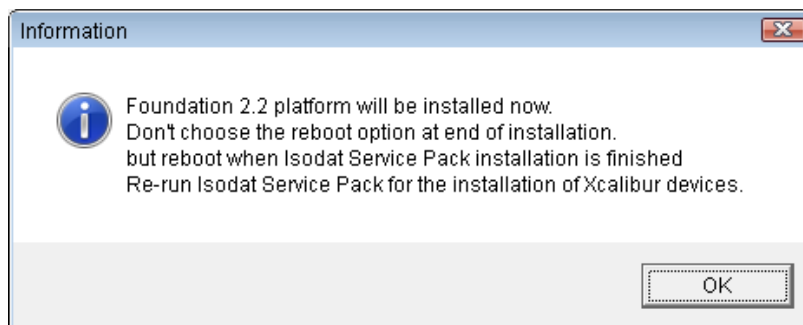 Information
Foundation 2.2 platform will be installed now.
Don't choose the reboot option at end of installation.
but reboot when Isodat Service Pack installation is finished
Re-run Isodat Service Pack for the installation of Xcalibur devices.
OK